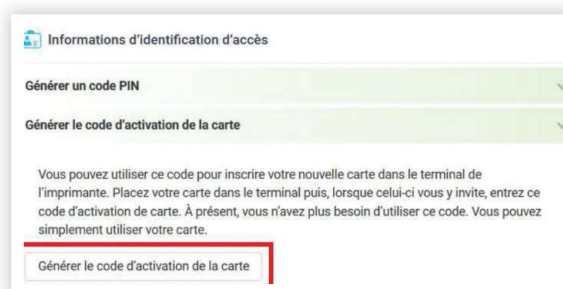 Informations d’identification d’accès
Générer un code PIN
Générer le code d’activation de la carte
Vous pouvez utiliser ce code pour inscrire votre nouvelle carte dans le terminal de
l’imprimante. Placez votre carte dans le terminal puis, lorsque celui-ci vous y invite, entrez ce
code d’activation de carte. À présent, vous n’avez plus besoin d’utiliser ce code. Vous pouvez
simplement utiliser votre carte.
Générer le code d’activation de la carte